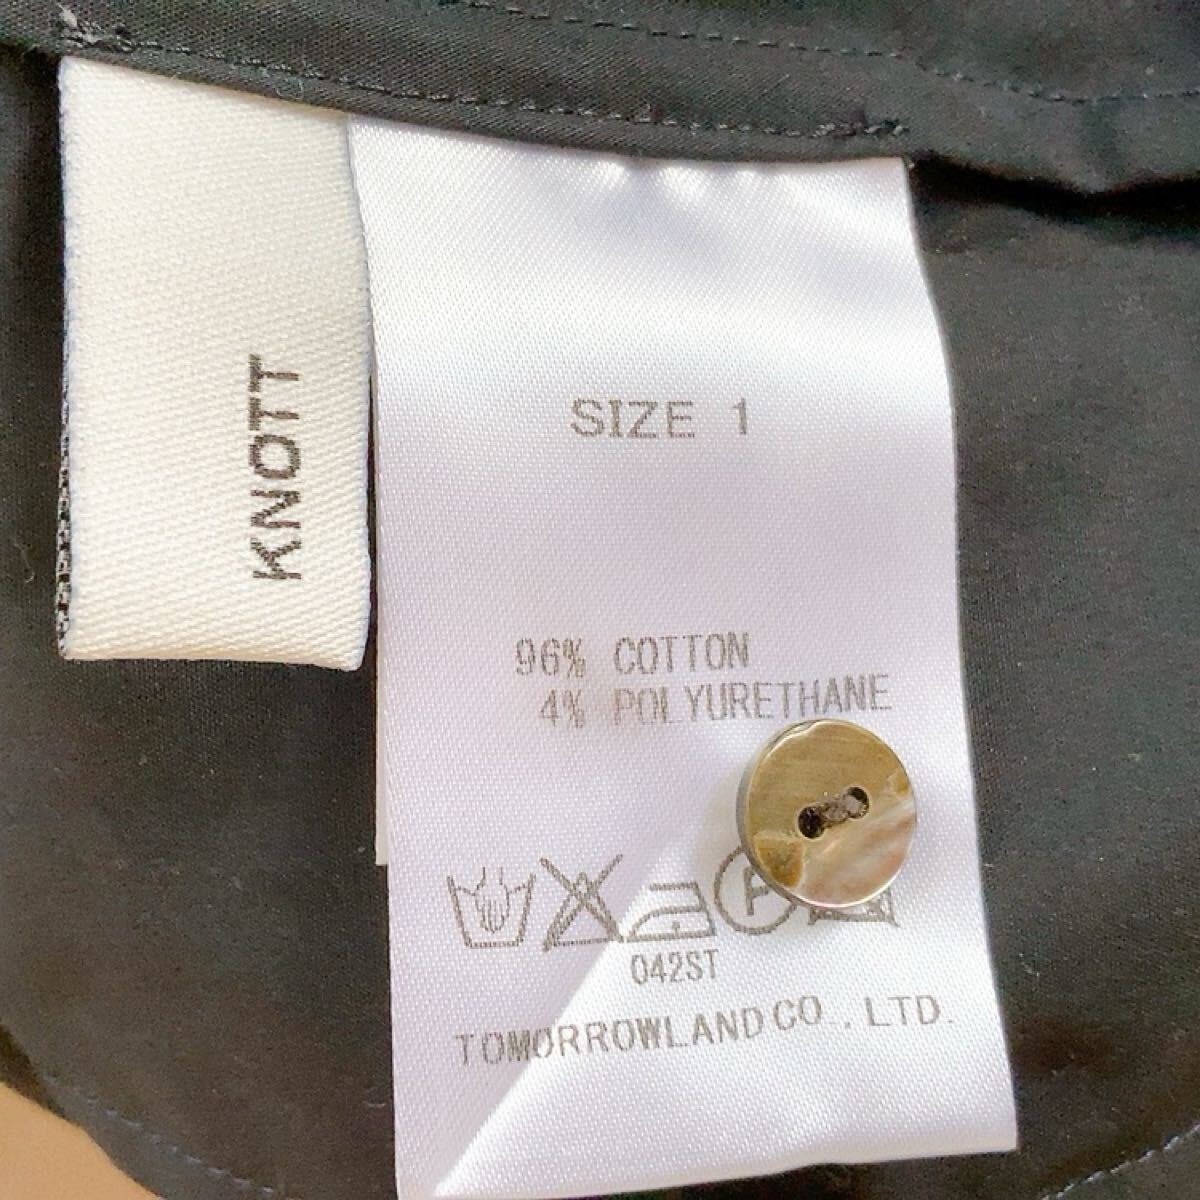 KNOTT
SIZE 1
96% COTTON
4% POLYURETHANE
F
042ST
TOMORROWLAND CO., LTD.